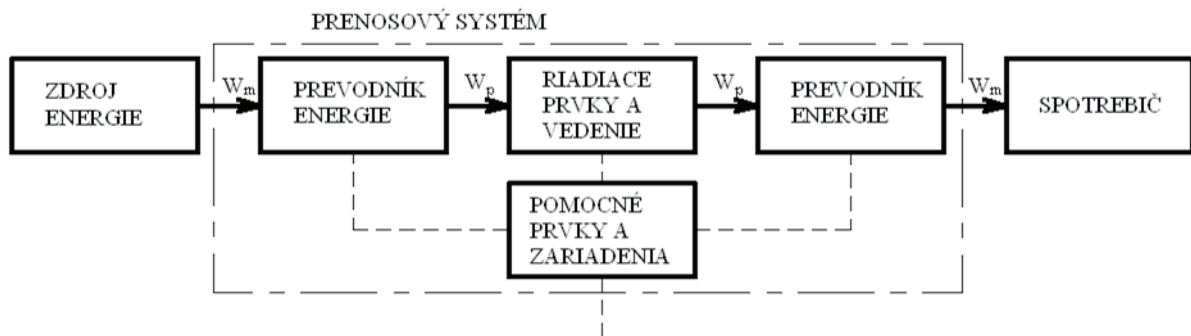 PRENOSOVÝ SYSTÉM
ZDROJ
ENERGIE
Wm
PREVODNÍK
ENERGIE
Wp
RIADIACE
PRVKY A
VEDENIE
Wp
PREVODNÍK
ENERGIE
Wm
SPOTREBIČ
POMOCNÉ
PRVKY A
ZARIADENIA